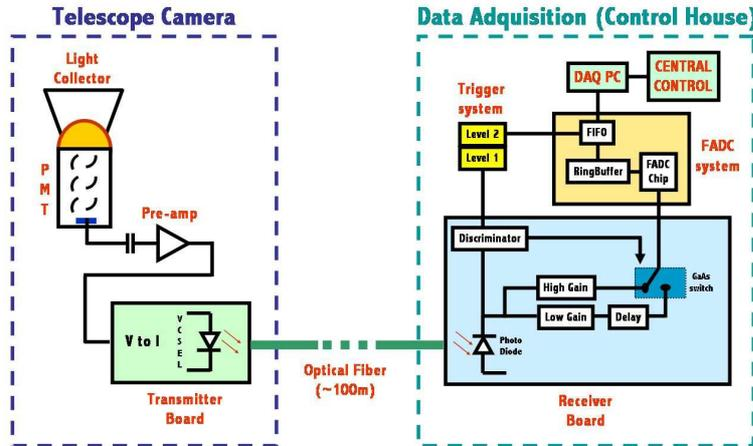 Telescope Camera
Light
Collector
P
M
T
Pre-amp
V to I
V
C
S
E
L
Transmitter
Board
Optical Fiber
(~100m)
Data Adquisition (Control House)
DAQ PC
CENTRAL
CONTROL
Trigger
system
Level 2
Level 1
FIFO
RingBuffer
FADC
Chip
FADC
system
Discriminator
High Gain
Low Gain
Delay
GaAs
switch
Photo
Diode
Receiver
Board